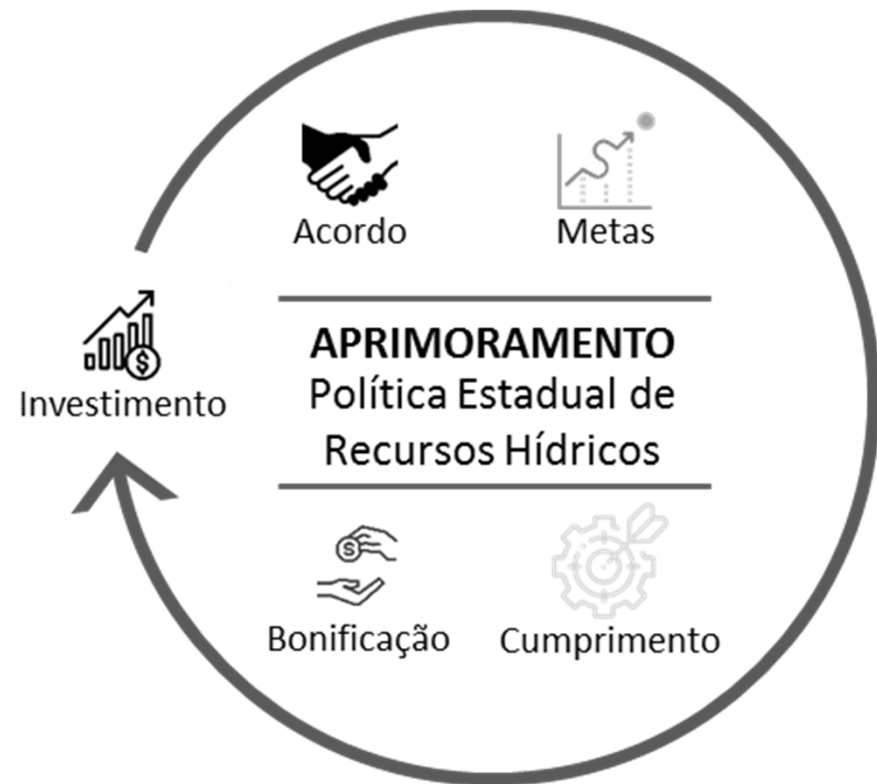 Acordo
Metas
Investimento
APRIMORAMENTO
Política Estadual de
Recursos Hídricos
Bonificação
Cumprimento